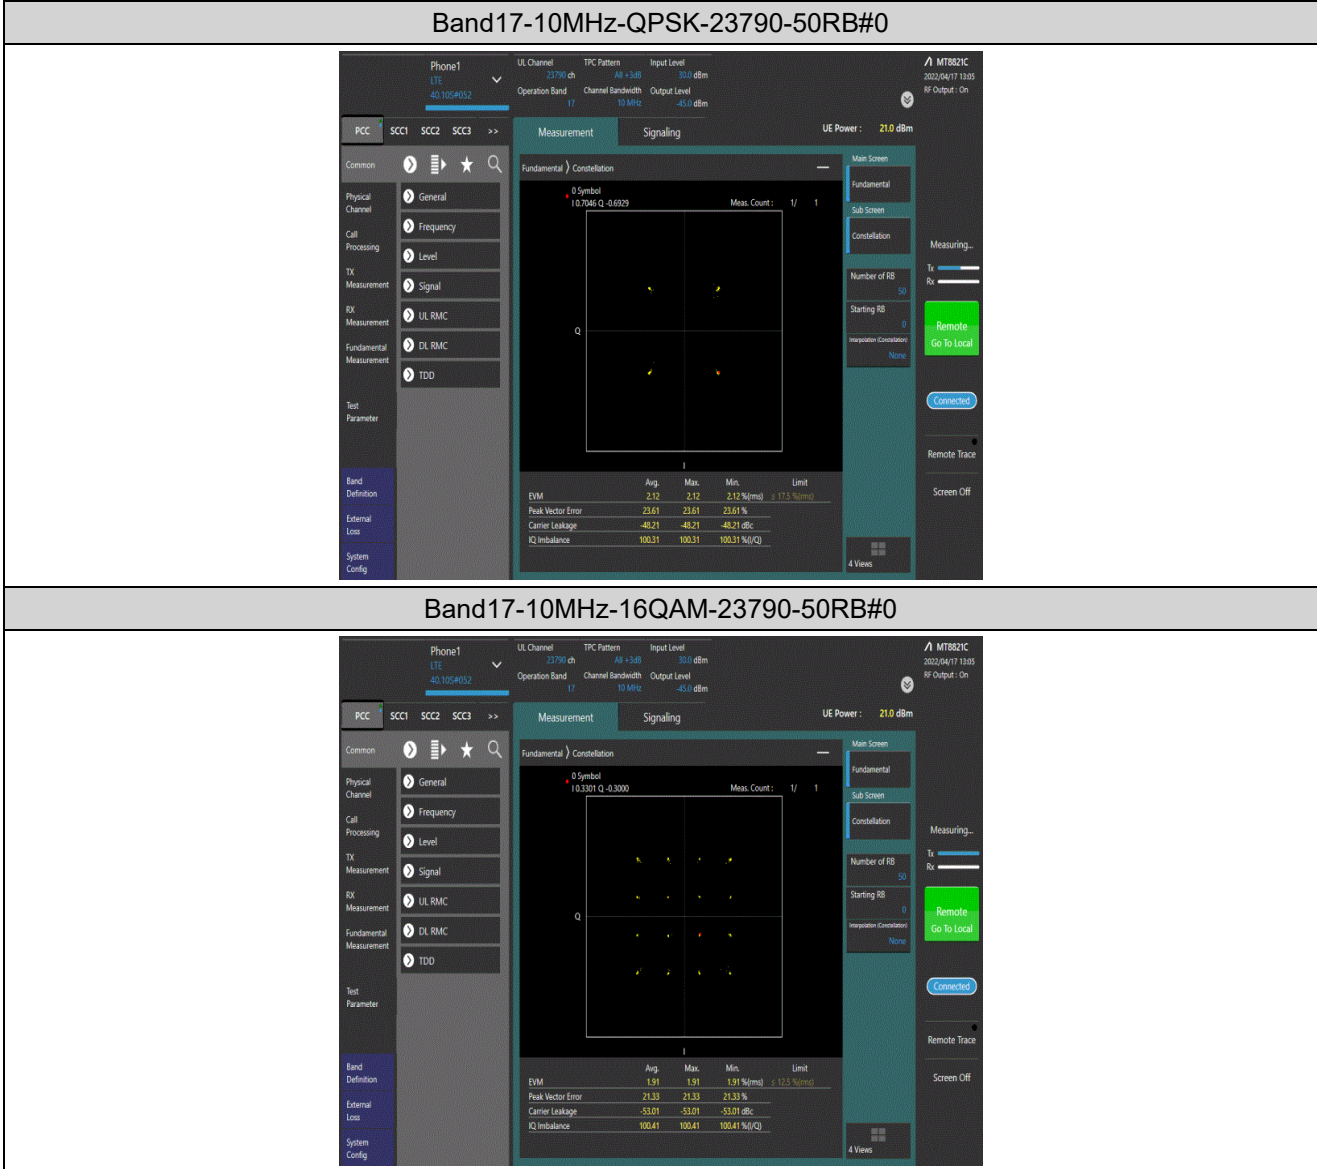 Band17-10MHz-QPSK-23790-50RB#0
Phone1
LTE
40.105#052
UL Channel
23790 ch
TPC Pattern
All +3dB
Input Level
30.0 dBm
Operation Band
17
Channel Bandwidth
10 MHz
Output Level
-45.0 dBm
MT8821C
2022/04/17 13:05
RF Output : On
PCC SCC1 SCC2 SCC3 >>
Measurement Signaling
UE Power : 21.0 dBm
Common
Physical
Channel
Call
Processing
TX
Measurement
RX
Measurement
Fundamental
Measurement
Test
Parameter
Band
Definition
External
Loss
System
Config
General
Frequency
Level
Signal
UL RMC
DL RMC
TDD
Fundamental Constellation
0 Symbol
I 0.7046 Q -0.6929 Meas. Count : 1/ 1
Q
I
Avg. Max. Min. Limit
EVM 2.12 2.12 2.12 %(rms) ≤ 17.5 %(rms)
Peak Vector Error 23.61 23.61 23.61 %
Carrier Leakage -48.21 -48.21 -48.21 dBc
IQ Imbalance 100.31 100.31 100.31 %(I/Q)
Main Screen
Fundamental
Sub Screen
Constellation
Number of RB
50
Starting RB
0
Interpolation (Constellation)
None
4 Views
Measuring...
Tx
Rx
Remote
Go To Local
Connected
Remote Trace
Screen Off
Band17-10MHz-16QAM-23790-50RB#0
Phone1
LTE
40.105#052
UL Channel
23790 ch
TPC Pattern
All +3dB
Input Level
30.0 dBm
Operation Band
17
Channel Bandwidth
10 MHz
Output Level
-45.0 dBm
MT8821C
2022/04/17 13:05
RF Output : On
PCC SCC1 SCC2 SCC3 >>
Measurement Signaling
UE Power : 21.0 dBm
Common
Physical
Channel
Call
Processing
TX
Measurement
RX
Measurement
Fundamental
Measurement
Test
Parameter
Band
Definition
External
Loss
System
Config
General
Frequency
Level
Signal
UL RMC
DL RMC
TDD
Fundamental Constellation
0 Symbol
I 0.3301 Q -0.3000 Meas. Count : 1/ 1
Q
I
Avg. Max. Min. Limit
EVM 1.91 1.91 1.91 %(rms) ≤ 12.5 %(rms)
Peak Vector Error 21.33 21.33 21.33 %
Carrier Leakage -53.01 -53.01 -53.01 dBc
IQ Imbalance 100.41 100.41 100.41 %(I/Q)
Main Screen
Fundamental
Sub Screen
Constellation
Number of RB
50
Starting RB
0
Interpolation (Constellation)
None
4 Views
Measuring...
Tx
Rx
Remote
Go To Local
Connected
Remote Trace
Screen Off